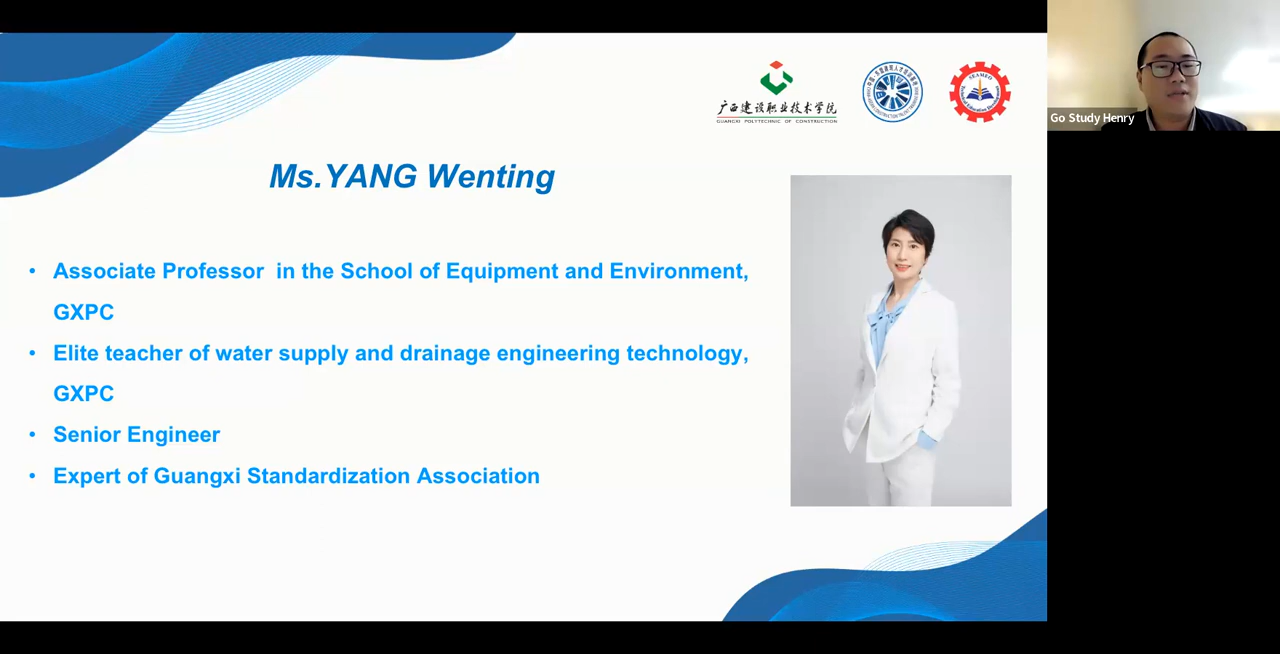 广西建设职业技术学院
GUANGXI POLYTECHNIC OF CONSTRUCTION
SEAMEO
Go Study Henry
Ms.YANG Wenting
• Associate Professor in the School of Equipment and Environment,
GXPC
• Elite teacher of water supply and drainage engineering technology,
GXPC
• Senior Engineer
• Expert of Guangxi Standardization Association